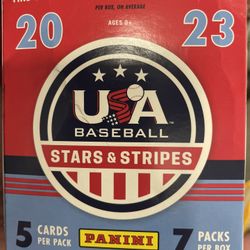 PER BOX, ON AVERAGE
20 AGES 8+ 23
USA
BASEBALL
STARS & STRIPES
5 CARDS PER PACK
PANINI
7 PACKS PER BOX